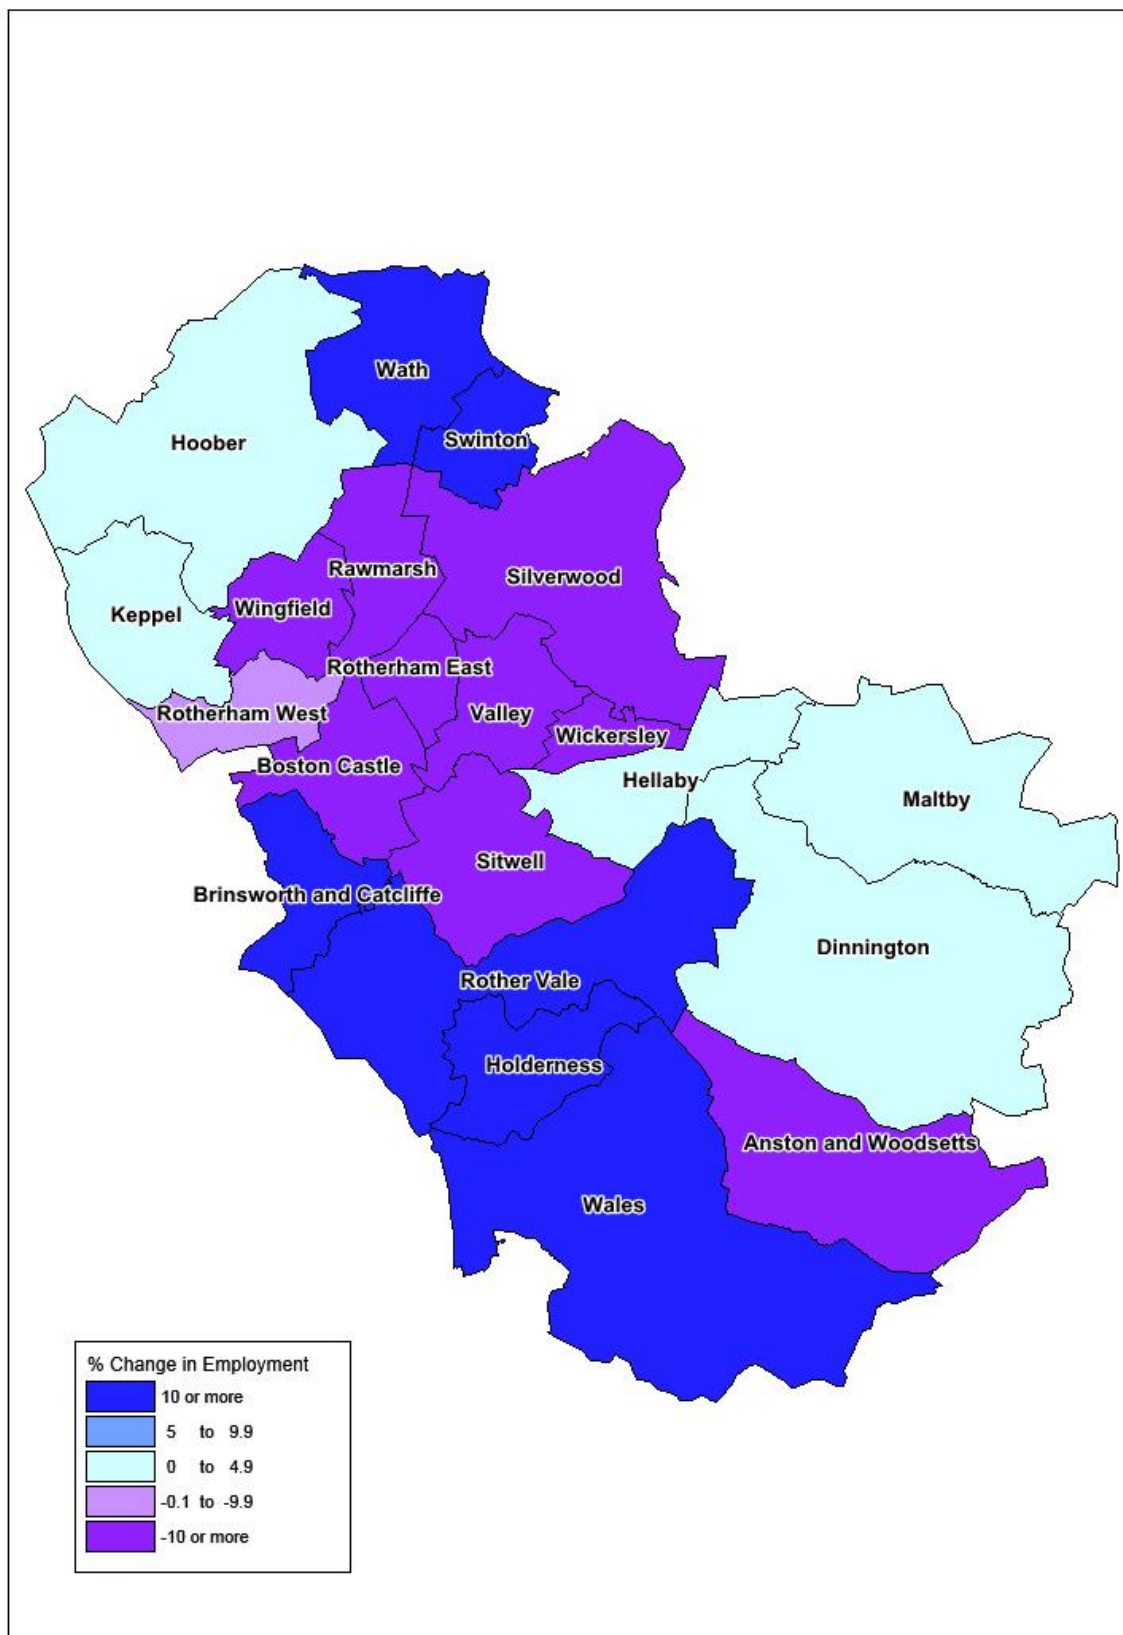 Wath
Swinton
Hoober
Rawmarsh
Silverwood
Keppel
Wingfield
Rotherham East
Rotherham West
Valley
Wickersley
Boston Castle
Hellaby
Maltby
Sitwell
Brinsworth and Catcliffe
Dinnington
Rother Vale
Holderness
Anston and Woodsetts
Wales
% Change in Employment
10 or more
5 to 9.9
0 to 4.9
-0.1 to -9.9
-10 or more